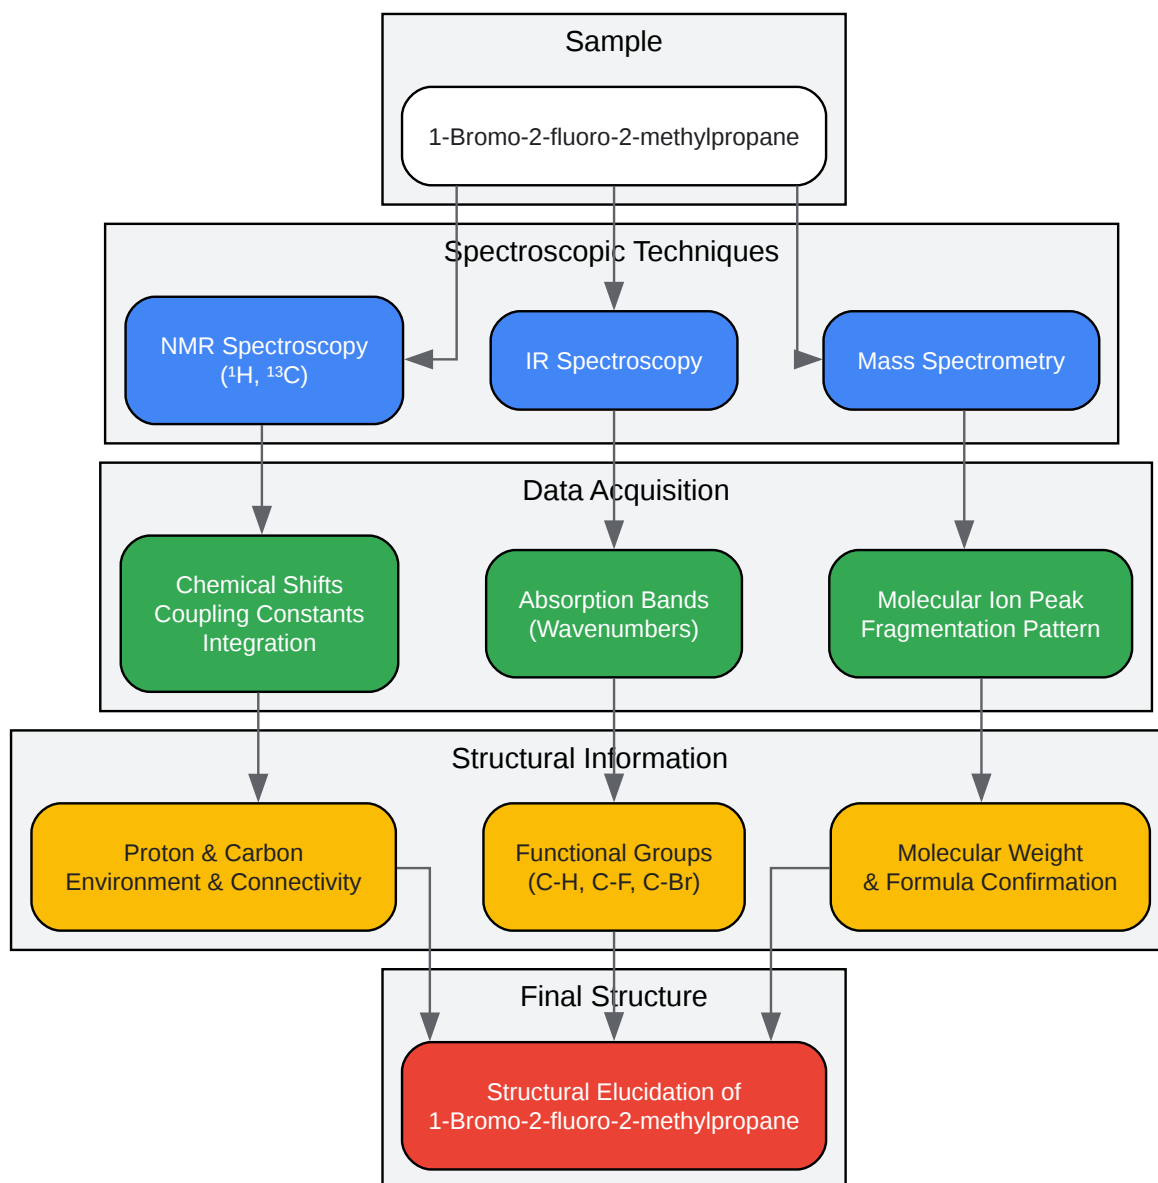 Sample
1-Bromo-2-fluoro-2-methylpropane
Spectroscopic Techniques
NMR Spectroscopy
(¹H, ¹³C)
IR Spectroscopy
Mass Spectrometry
Data Acquisition
Chemical Shifts
Coupling Constants
Integration
Absorption Bands
(Wavenumbers)
Molecular Ion Peak
Fragmentation Pattern
Structural Information
Proton & Carbon
Environment & Connectivity
Functional Groups
(C-H, C-F, C-Br)
Molecular Weight
& Formula Confirmation
Final Structure
Structural Elucidation of
1-Bromo-2-fluoro-2-methylpropane